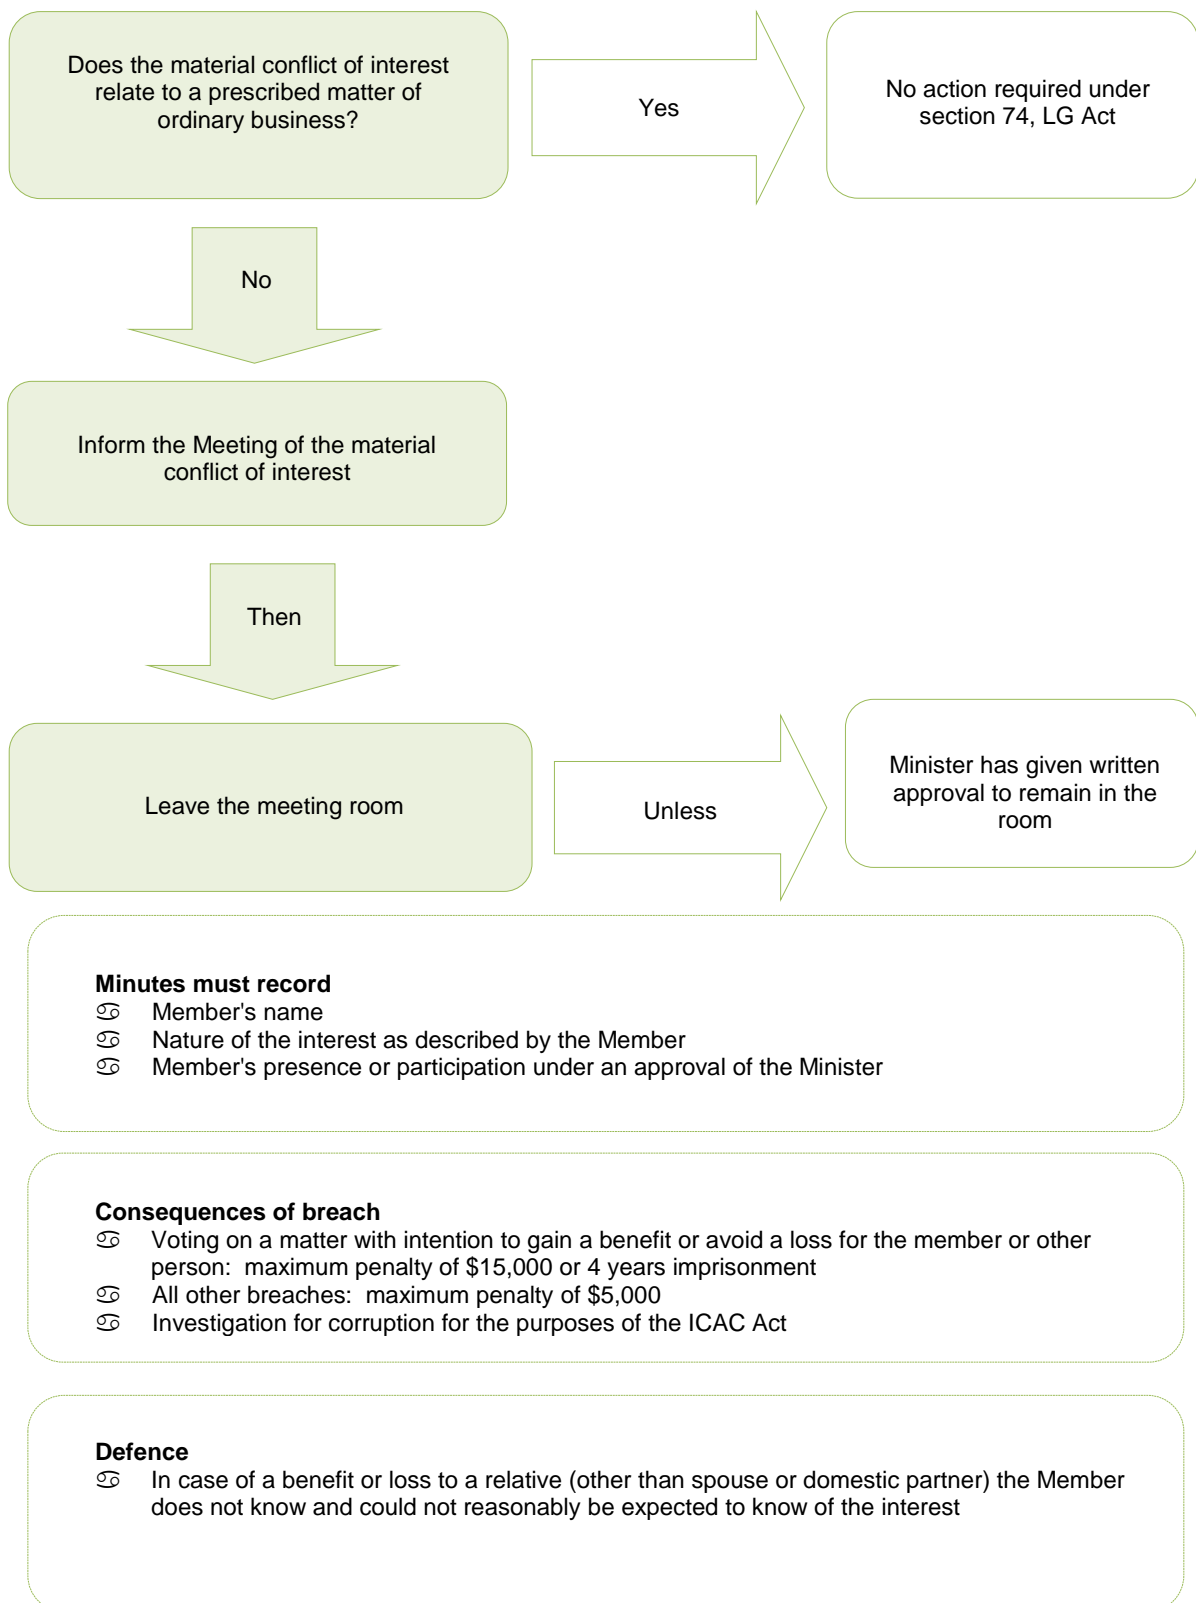 Does the material conflict of interest
relate to a prescribed matter of
ordinary business?
Yes
No action required under
section 74, LG Act
No
Inform the Meeting of the material
conflict of interest
Then
Leave the meeting room
Unless
Minister has given written
approval to remain in the
room
Minutes must record
♋ Member's name
♋ Nature of the interest as described by the Member
♋ Member's presence or participation under an approval of the Minister
Consequences of breach
♋ Voting on a matter with intention to gain a benefit or avoid a loss for the member or other
person:  maximum penalty of $15,000 or 4 years imprisonment
♋ All other breaches:  maximum penalty of $5,000
♋ Investigation for corruption for the purposes of the ICAC Act
Defence
♋ In case of a benefit or loss to a relative (other than spouse or domestic partner) the Member
does not know and could not reasonably be expected to know of the interest